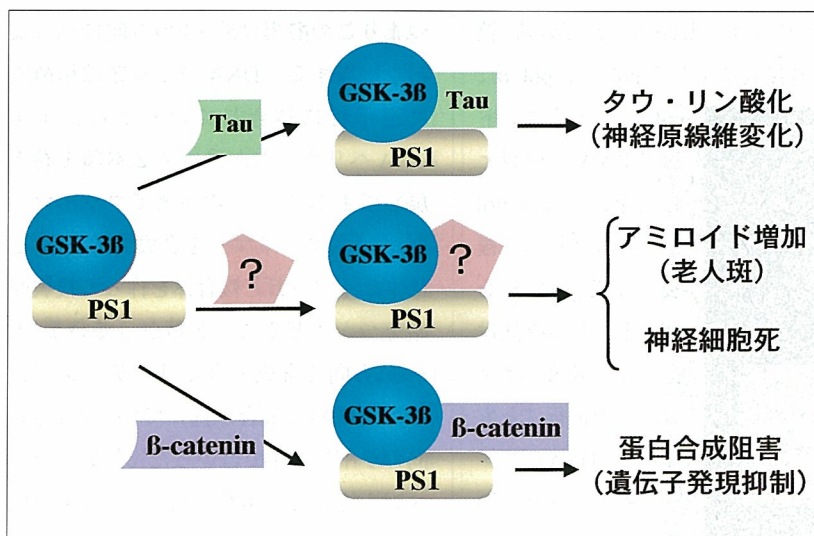 GSK-3ß
Tau
Tau
PS1
タウ・リン酸化
(神経原線維変化)
GSK-3ß
PS1
?
GSK-3ß
?
PS1
アミロイド増加
(老人斑)
神経細胞死
ß-catenin
GSK-3ß
ß-catenin
PS1
蛋白合成阻害
(遺伝子発現抑制)